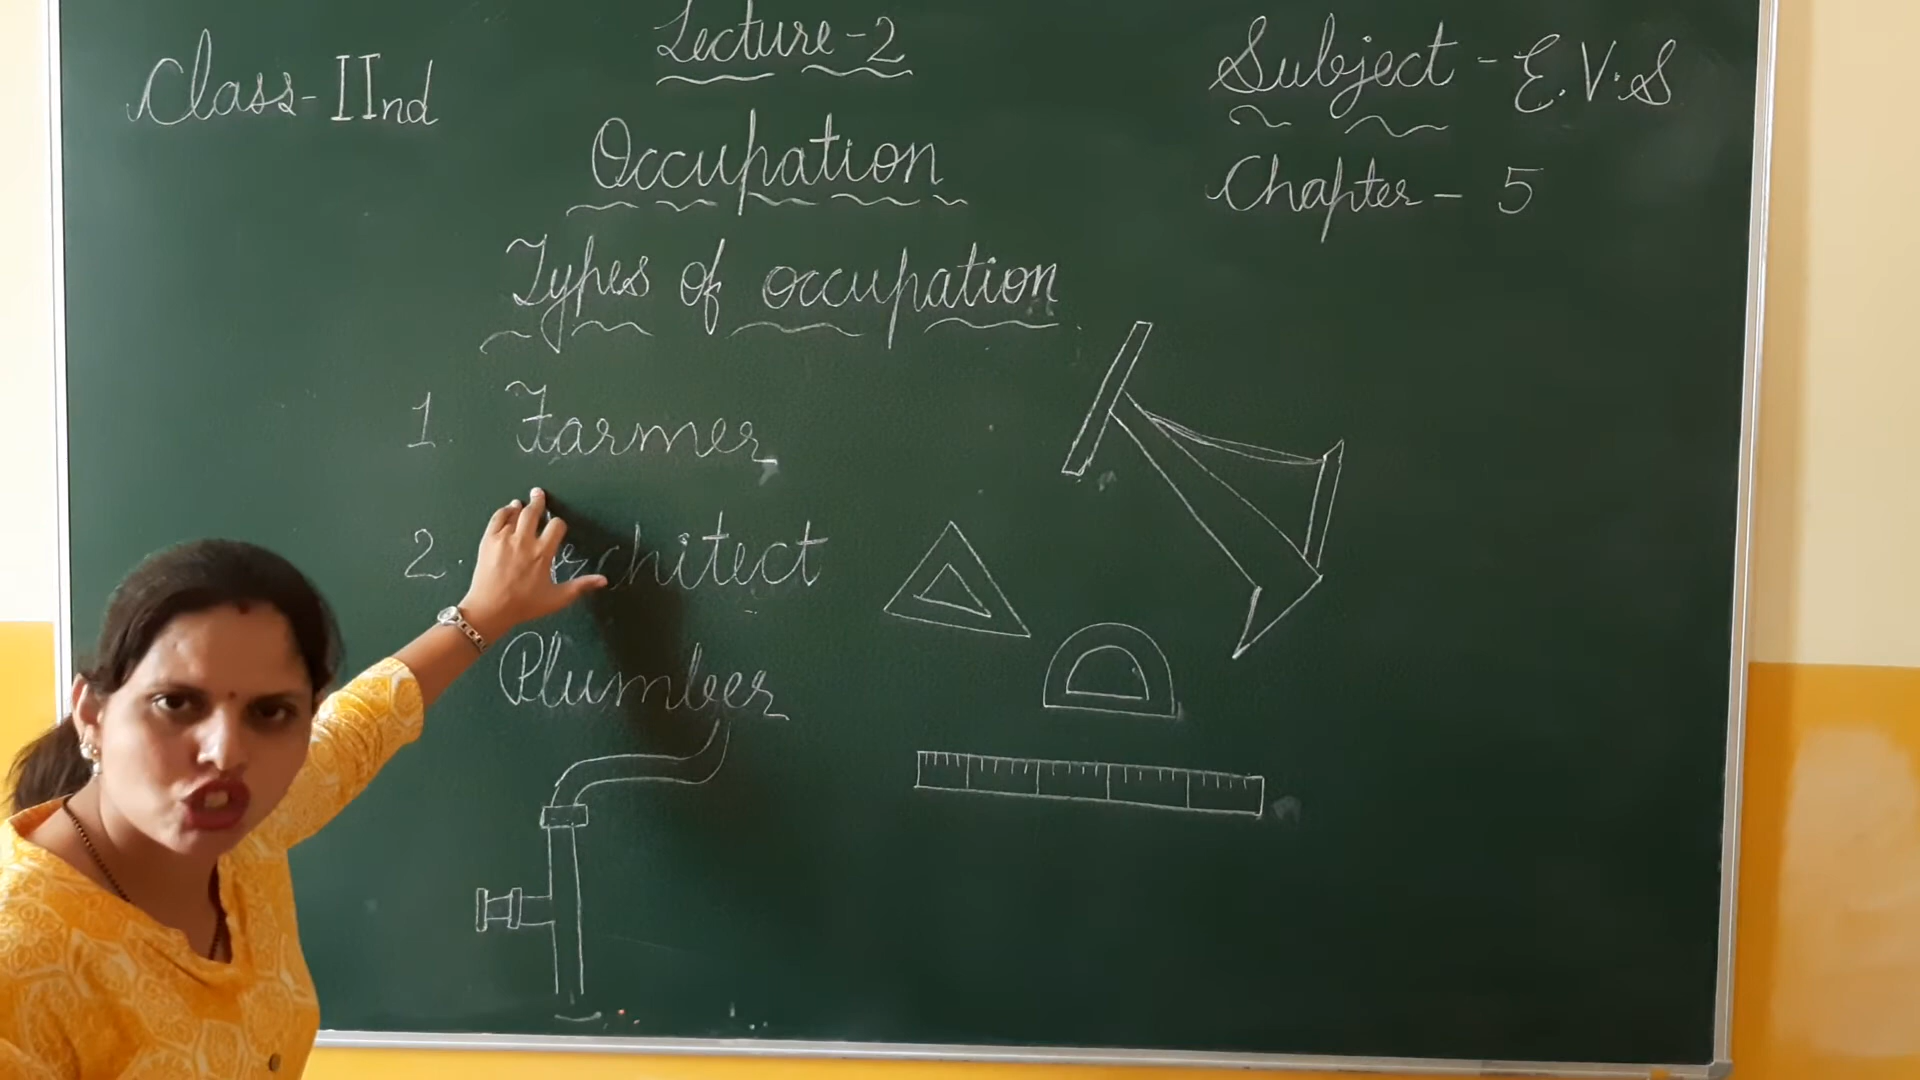 Lecture-2
Class-IInd
Subject - E.V.S
Occupation
Chapter - 5
Types of occupation
1. Farmer
2. Architect
Plumber